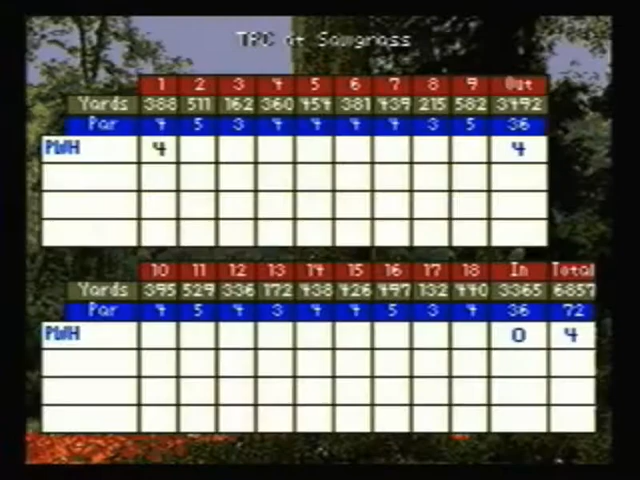 TPC at Sawgrass
1 2 3 4 5 6 7 8 9 Out
Yards 388 511 162 360 454 381 439 215 582 3492
Par 4 5 3 4 4 4 4 3 5 36
PWH 4 4
10 11 12 13 14 15 16 17 18 In Total
Yards 395 529 336 172 438 426 497 132 440 3365 6857
Par 4 5 4 3 4 4 5 3 4 36 72
PWH 0 4